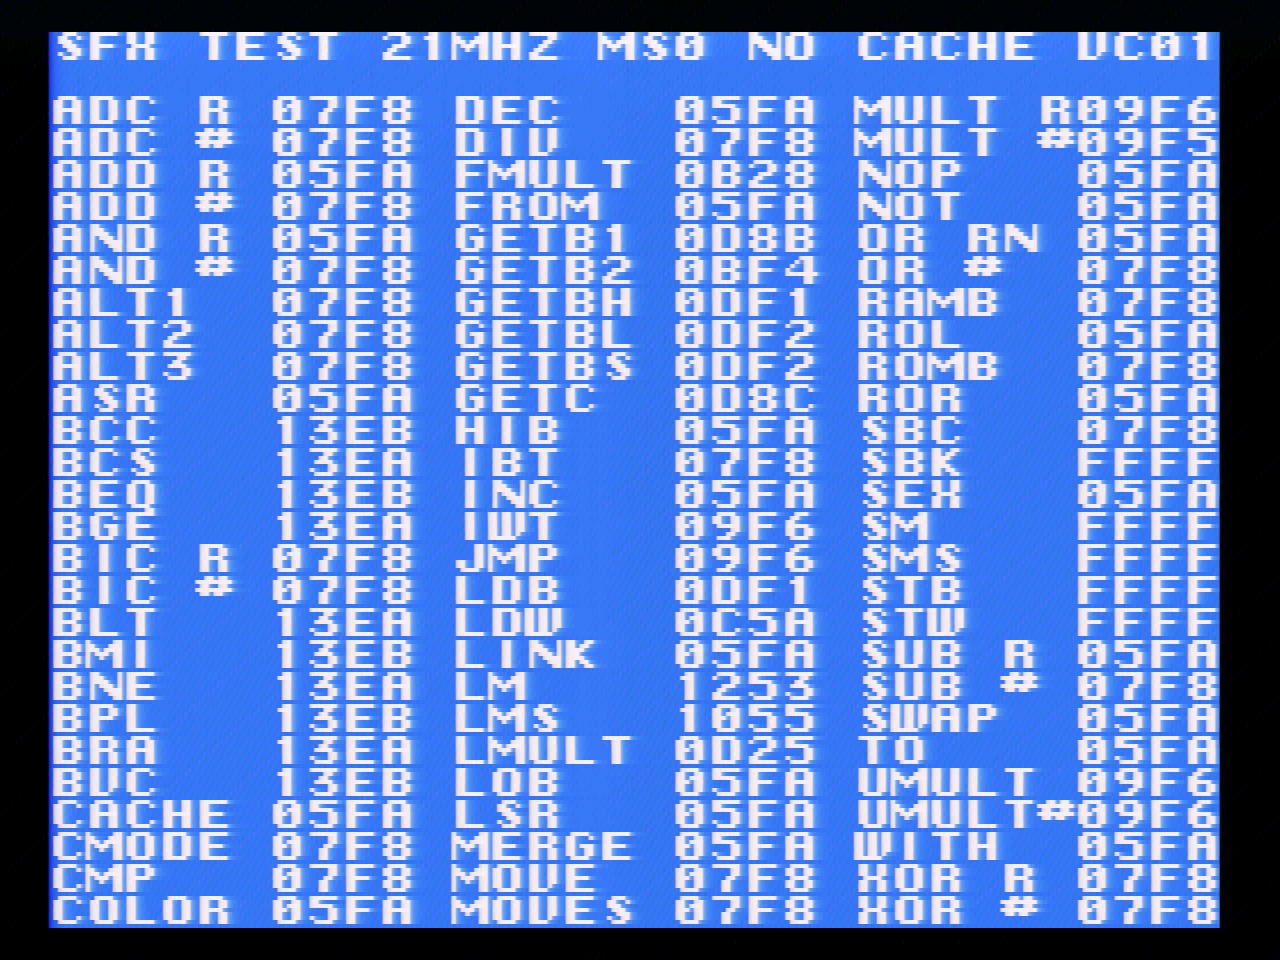 SFX TEST 21MHZ MS0 NO CACHE VC01
ADC R 07F8 DEC 05FA MULT R09F6
ADC # 07F8 DIV 07F8 MULT #09F5
ADD R 05FA FMULT 0B28 NOP 05FA
ADD # 07F8 FROM 05FA NOT 05FA
AND R 05FA GETB1 0D8B OR RN 05FA
AND # 07F8 GETB2 0BF4 OR # 07F8
ALT1 07F8 GETBH 0DF1 RAMB 07F8
ALT2 07F8 GETBL 0DF2 ROL 05FA
ALT3 07F8 GETBS 0DF2 ROMB 07F8
ASR 05FA GETC 0D8C ROR 05FA
BCC 13EB HIB 05FA SBC 07F8
BCS 13EA IBT 07F8 SBK FFFF
BEQ 13EB INC 05FA SEX 05FA
BGE 13EA IWT 09F6 SM FFFF
BIC R 07F8 JMP 09F6 SMS FFFF
BIC # 07F8 LDB 0DF1 STB FFFF
BLT 13EA LDW 0C5A STW FFFF
BMI 13EB LINK 05FA SUB R 05FA
BNE 13EA LM 1253 SUB # 07F8
BPL 13EB LMS 1055 SWAP 05FA
BRA 13EA LMULT 0D25 TO 05FA
BVC 13EB LOB 05FA UMULT 09F6
CACHE 05FA LSR 05FA UMULT#09F6
CMODE 07F8 MERGE 05FA WITH 05FA
CMP 07F8 MOVE 07F8 XOR R 07F8
COLOR 05FA MOVES 07F8 XOR # 07F8